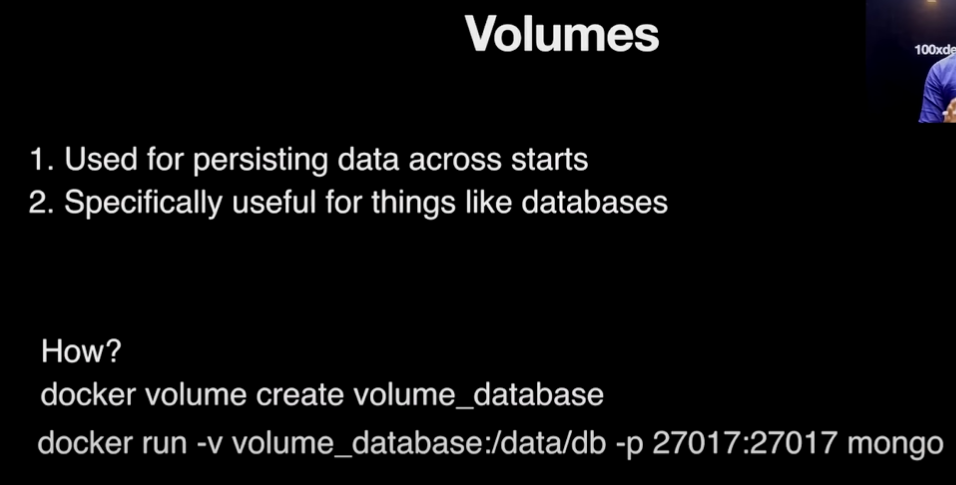 Volumes
100xde
1. Used for persisting data across starts
2. Specifically useful for things like databases
How?
docker volume create volume_database
docker run -v volume_database:/data/db -p 27017:27017 mongo